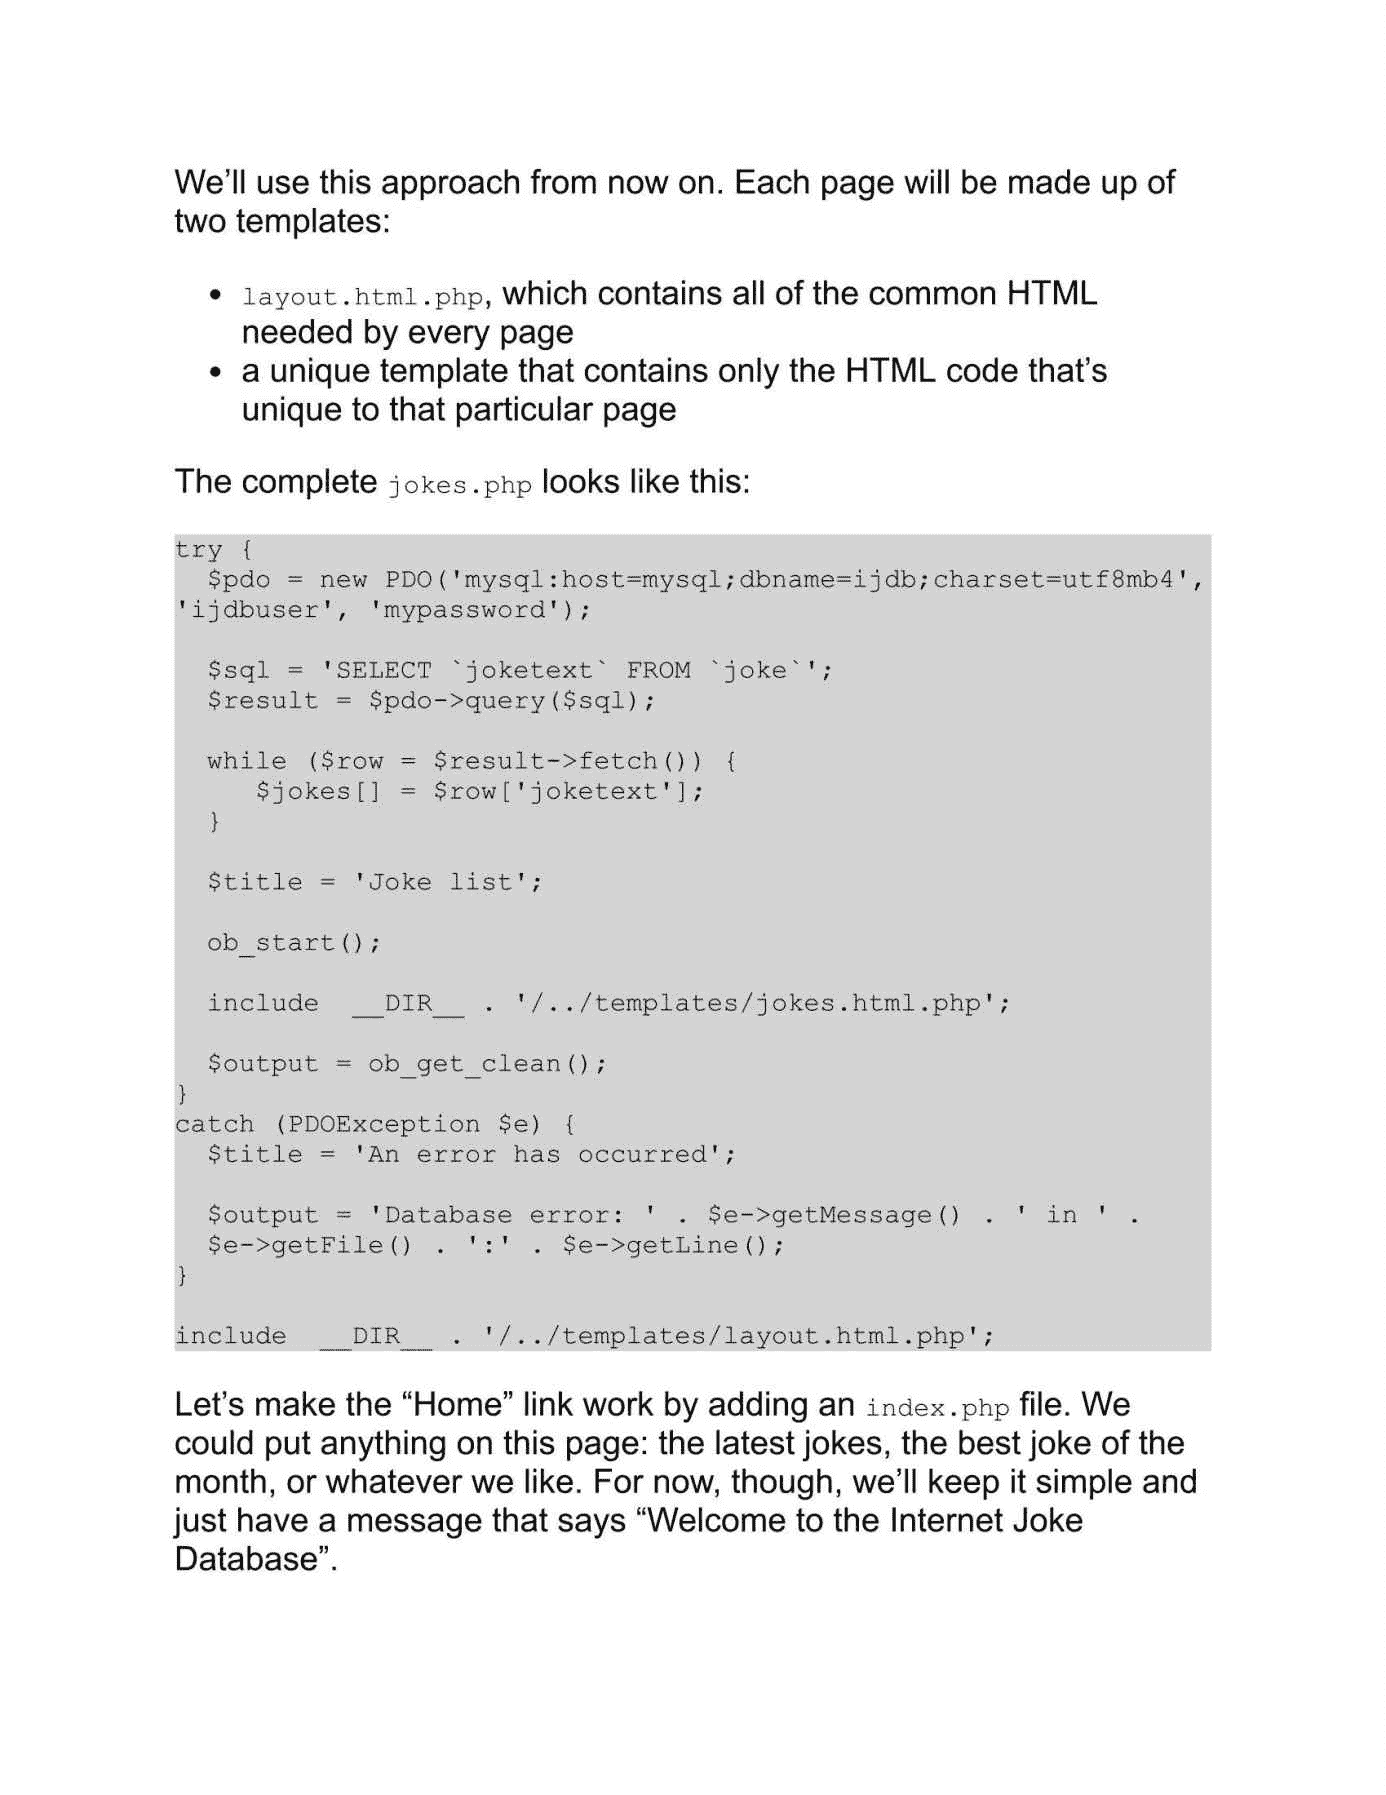 We’ll use this approach from now on. Each page will be made up of
two templates:
• layout.html.php, which contains all of the common HTML
needed by every page
• a unique template that contains only the HTML code that’s
unique to that particular page
The complete jokes.php looks like this:
try {
  $pdo = new PDO('mysql:host=mysql;dbname=ijdb;charset=utf8mb4',
'ijdbuser', 'mypassword');
  $sql = 'SELECT `joketext` FROM `joke`';
  $result = $pdo->query($sql);
  while ($row = $result->fetch()) {
     $jokes[] = $row['joketext'];
  }
  $title = 'Joke list';
  ob_start();
  include  __DIR__ . '/../templates/jokes.html.php';
  $output = ob_get_clean();
}
catch (PDOException $e) {
  $title = 'An error has occurred';
  $output = 'Database error: ' . $e->getMessage() . ' in ' .
  $e->getFile() . ':' . $e->getLine();
}
include  __DIR__ . '/../templates/layout.html.php';
Let’s make the “Home” link work by adding an index.php file. We
could put anything on this page: the latest jokes, the best joke of the
month, or whatever we like. For now, though, we’ll keep it simple and
just have a message that says “Welcome to the Internet Joke
Database”.